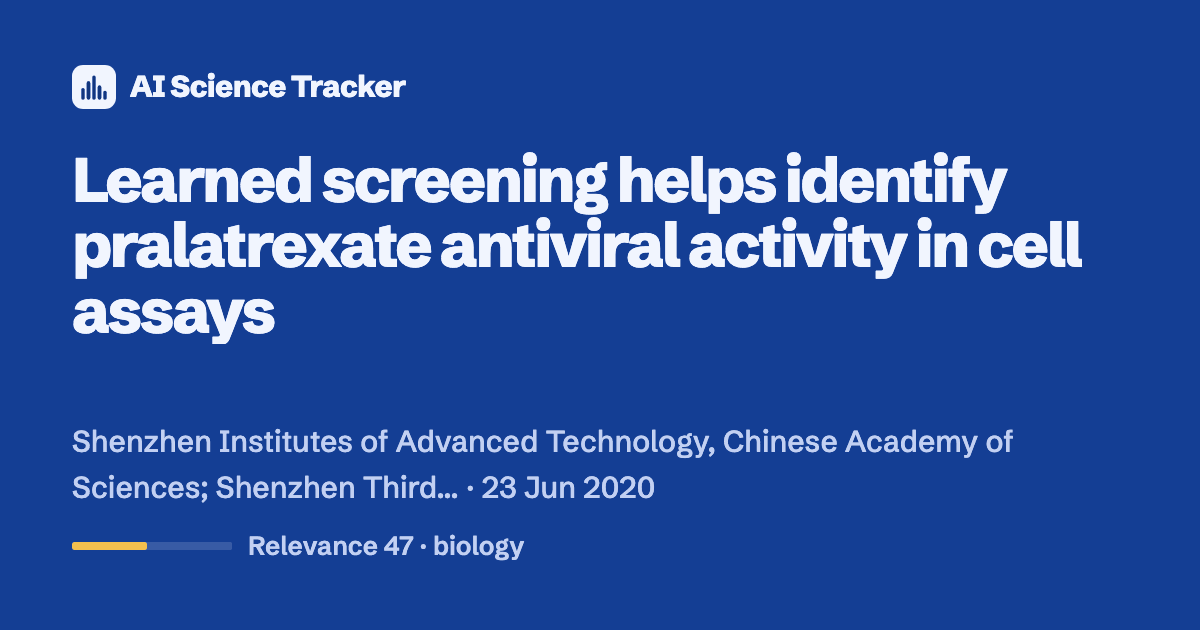 AI Science Tracker
Learned screening helps identify
pralatrexate antiviral activity in cell
assays
Shenzhen Institutes of Advanced Technology, Chinese Academy of
Sciences; Shenzhen Third... · 23 Jun 2020
Relevance 47 · biology